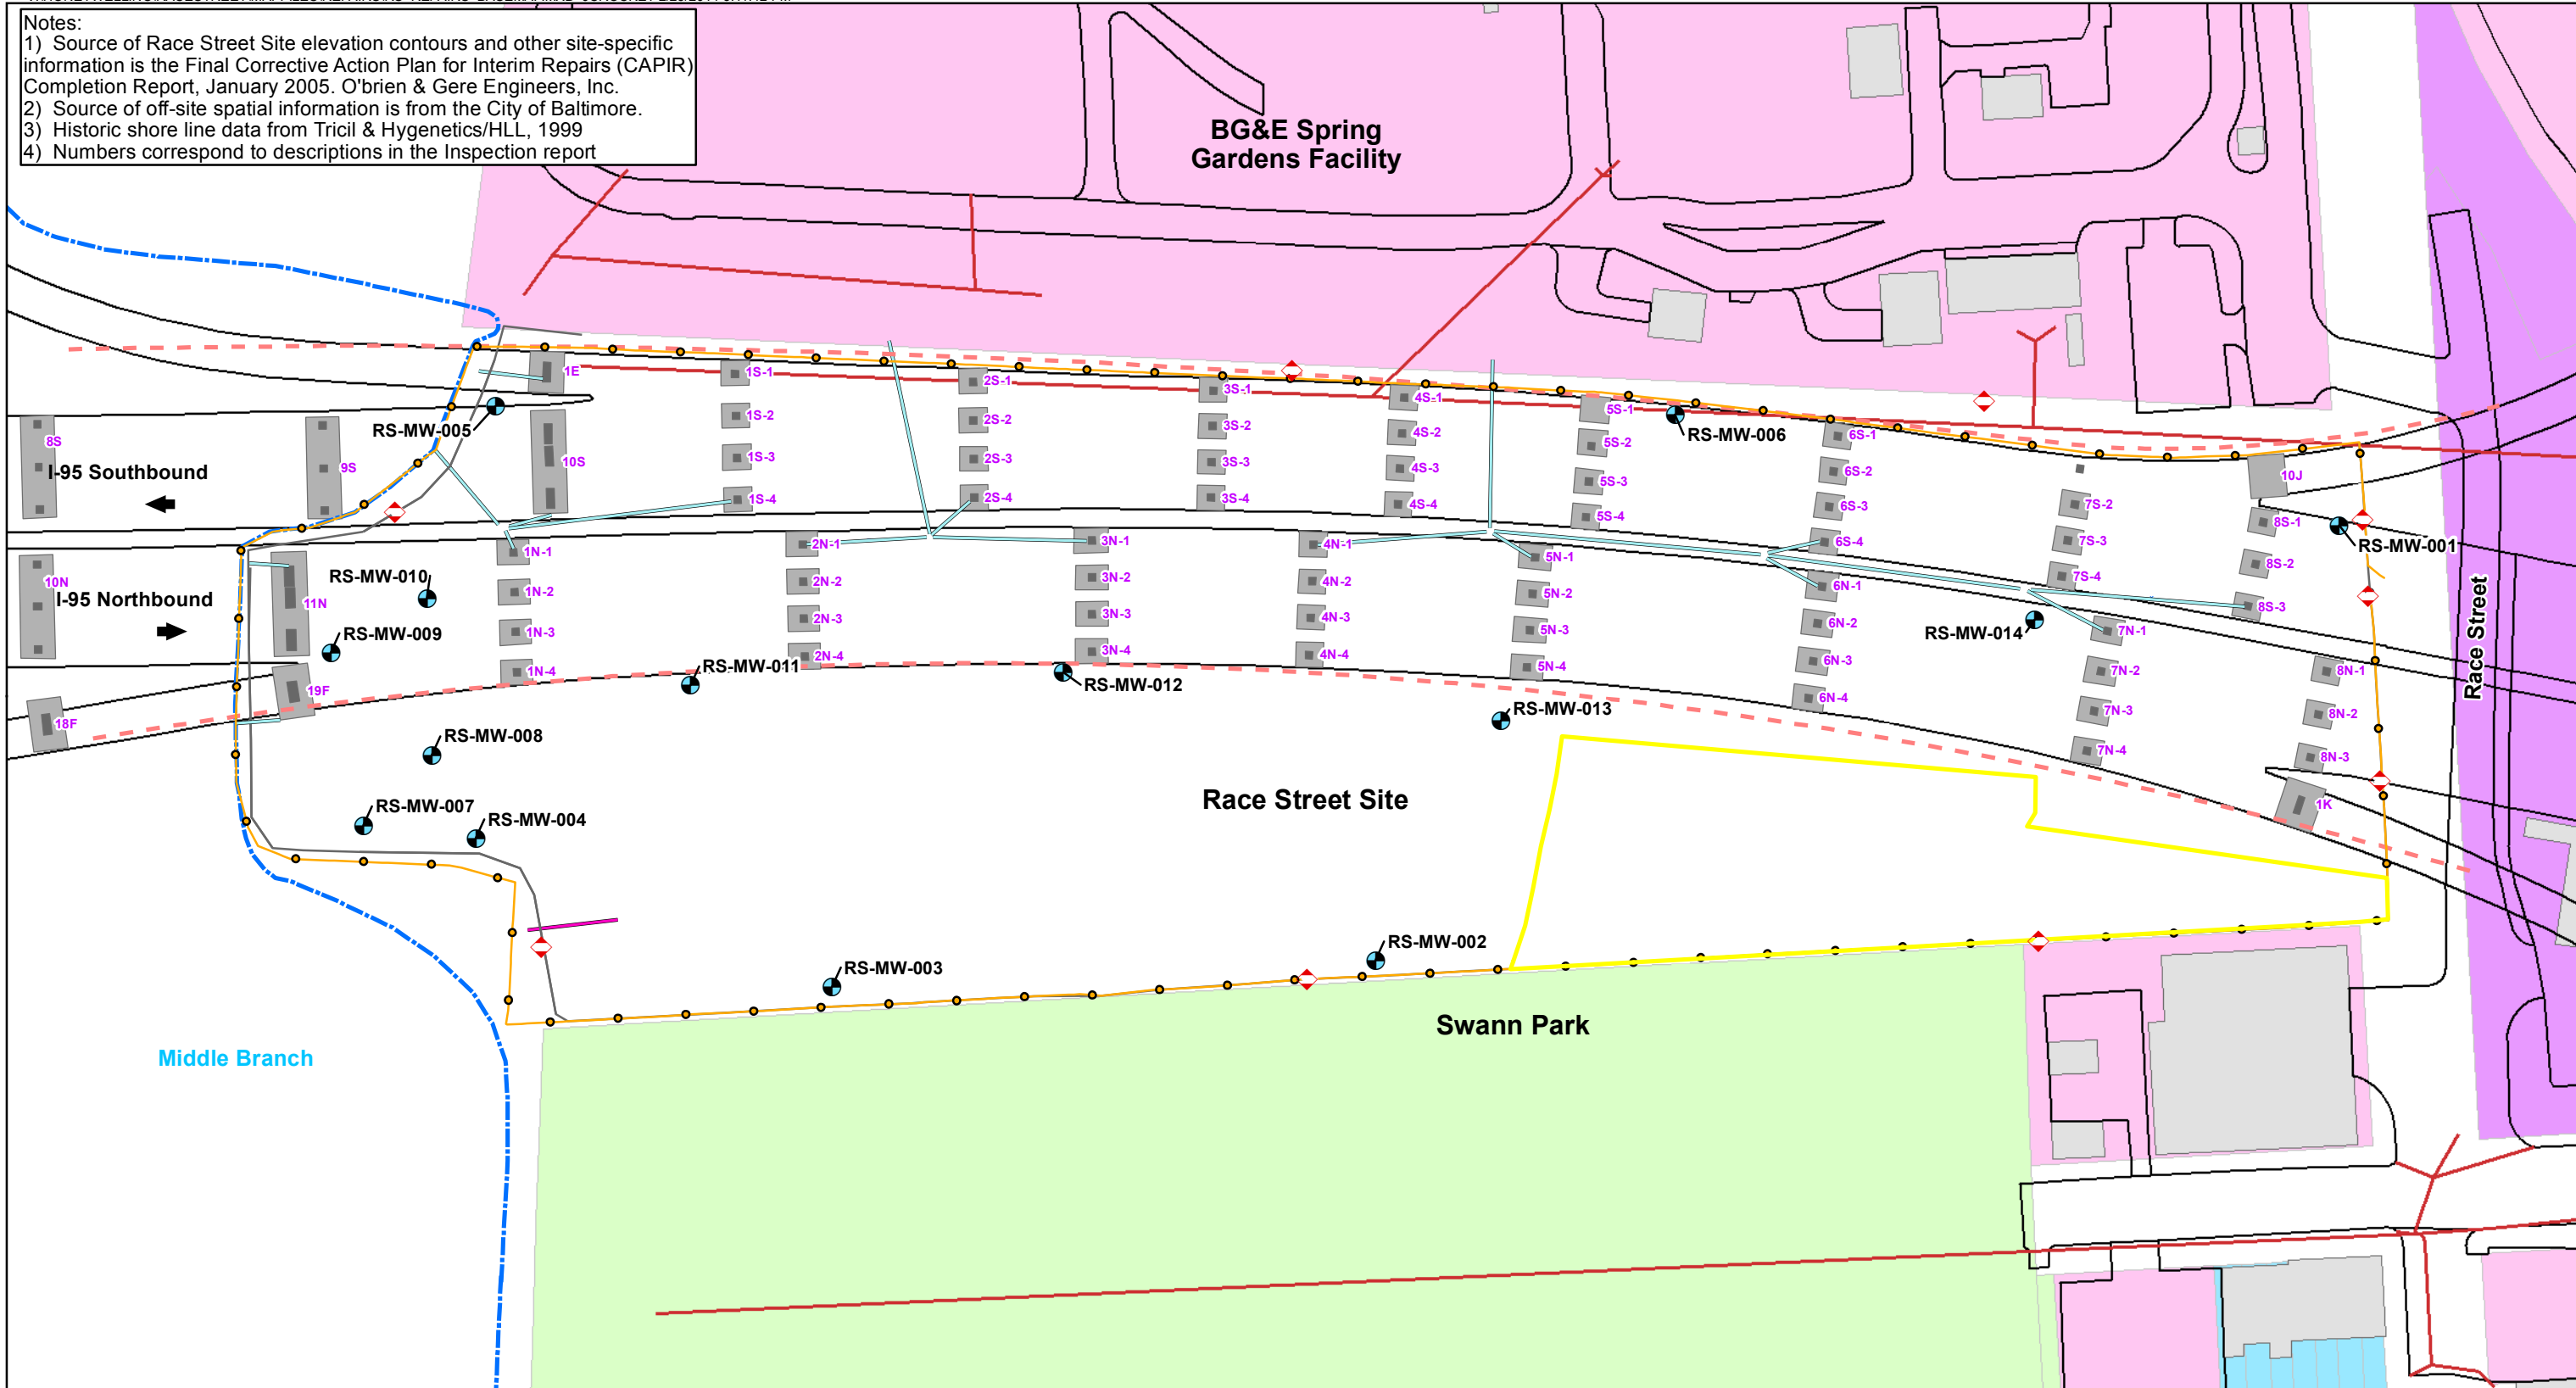 Notes:
1) Source of Race Street Site elevation contours and other site-specific
information is the Final Corrective Action Plan for Interim Repairs (CAPIR)
Completion Report, January 2005. O'brien & Gere Engineers, Inc.
2) Source of off-site spatial information is from the City of Baltimore.
3) Historic shore line data from Tricil & Hygenetics/HLL, 1999
4) Numbers correspond to descriptions in the Inspection report
BG&E Spring
Gardens Facility
1E
1S-1
1S-2
1S-3
1S-4
2S-1
2S-2
2S-3
2S-4
3S-1
3S-2
3S-3
3S-4
4S-1
4S-2
4S-3
4S-4
5S-1
5S-2
5S-3
5S-4
RS-MW-006
6S-1
6S-2
6S-3
6S-4
7S-2
7S-3
7S-4
10J
8S-1
8S-2
8S-3
RS-MW-001
RS-MW-005
8S
9S
10S
I-95 Southbound
10N
I-95 Northbound
11N
RS-MW-010
RS-MW-009
1N-1
1N-2
1N-3
1N-4
2N-1
2N-2
2N-3
2N-4
3N-1
3N-2
3N-3
3N-4
4N-1
4N-2
4N-3
4N-4
5N-1
5N-2
5N-3
5N-4
6N-1
6N-2
6N-3
6N-4
RS-MW-014
7N-1
7N-2
7N-3
7N-4
8N-1
8N-2
8N-3
1K
Race Street
18F
19F
RS-MW-011
RS-MW-012
RS-MW-013
RS-MW-008
RS-MW-007
RS-MW-004
Race Street Site
RS-MW-003
RS-MW-002
Swann Park
Middle Branch